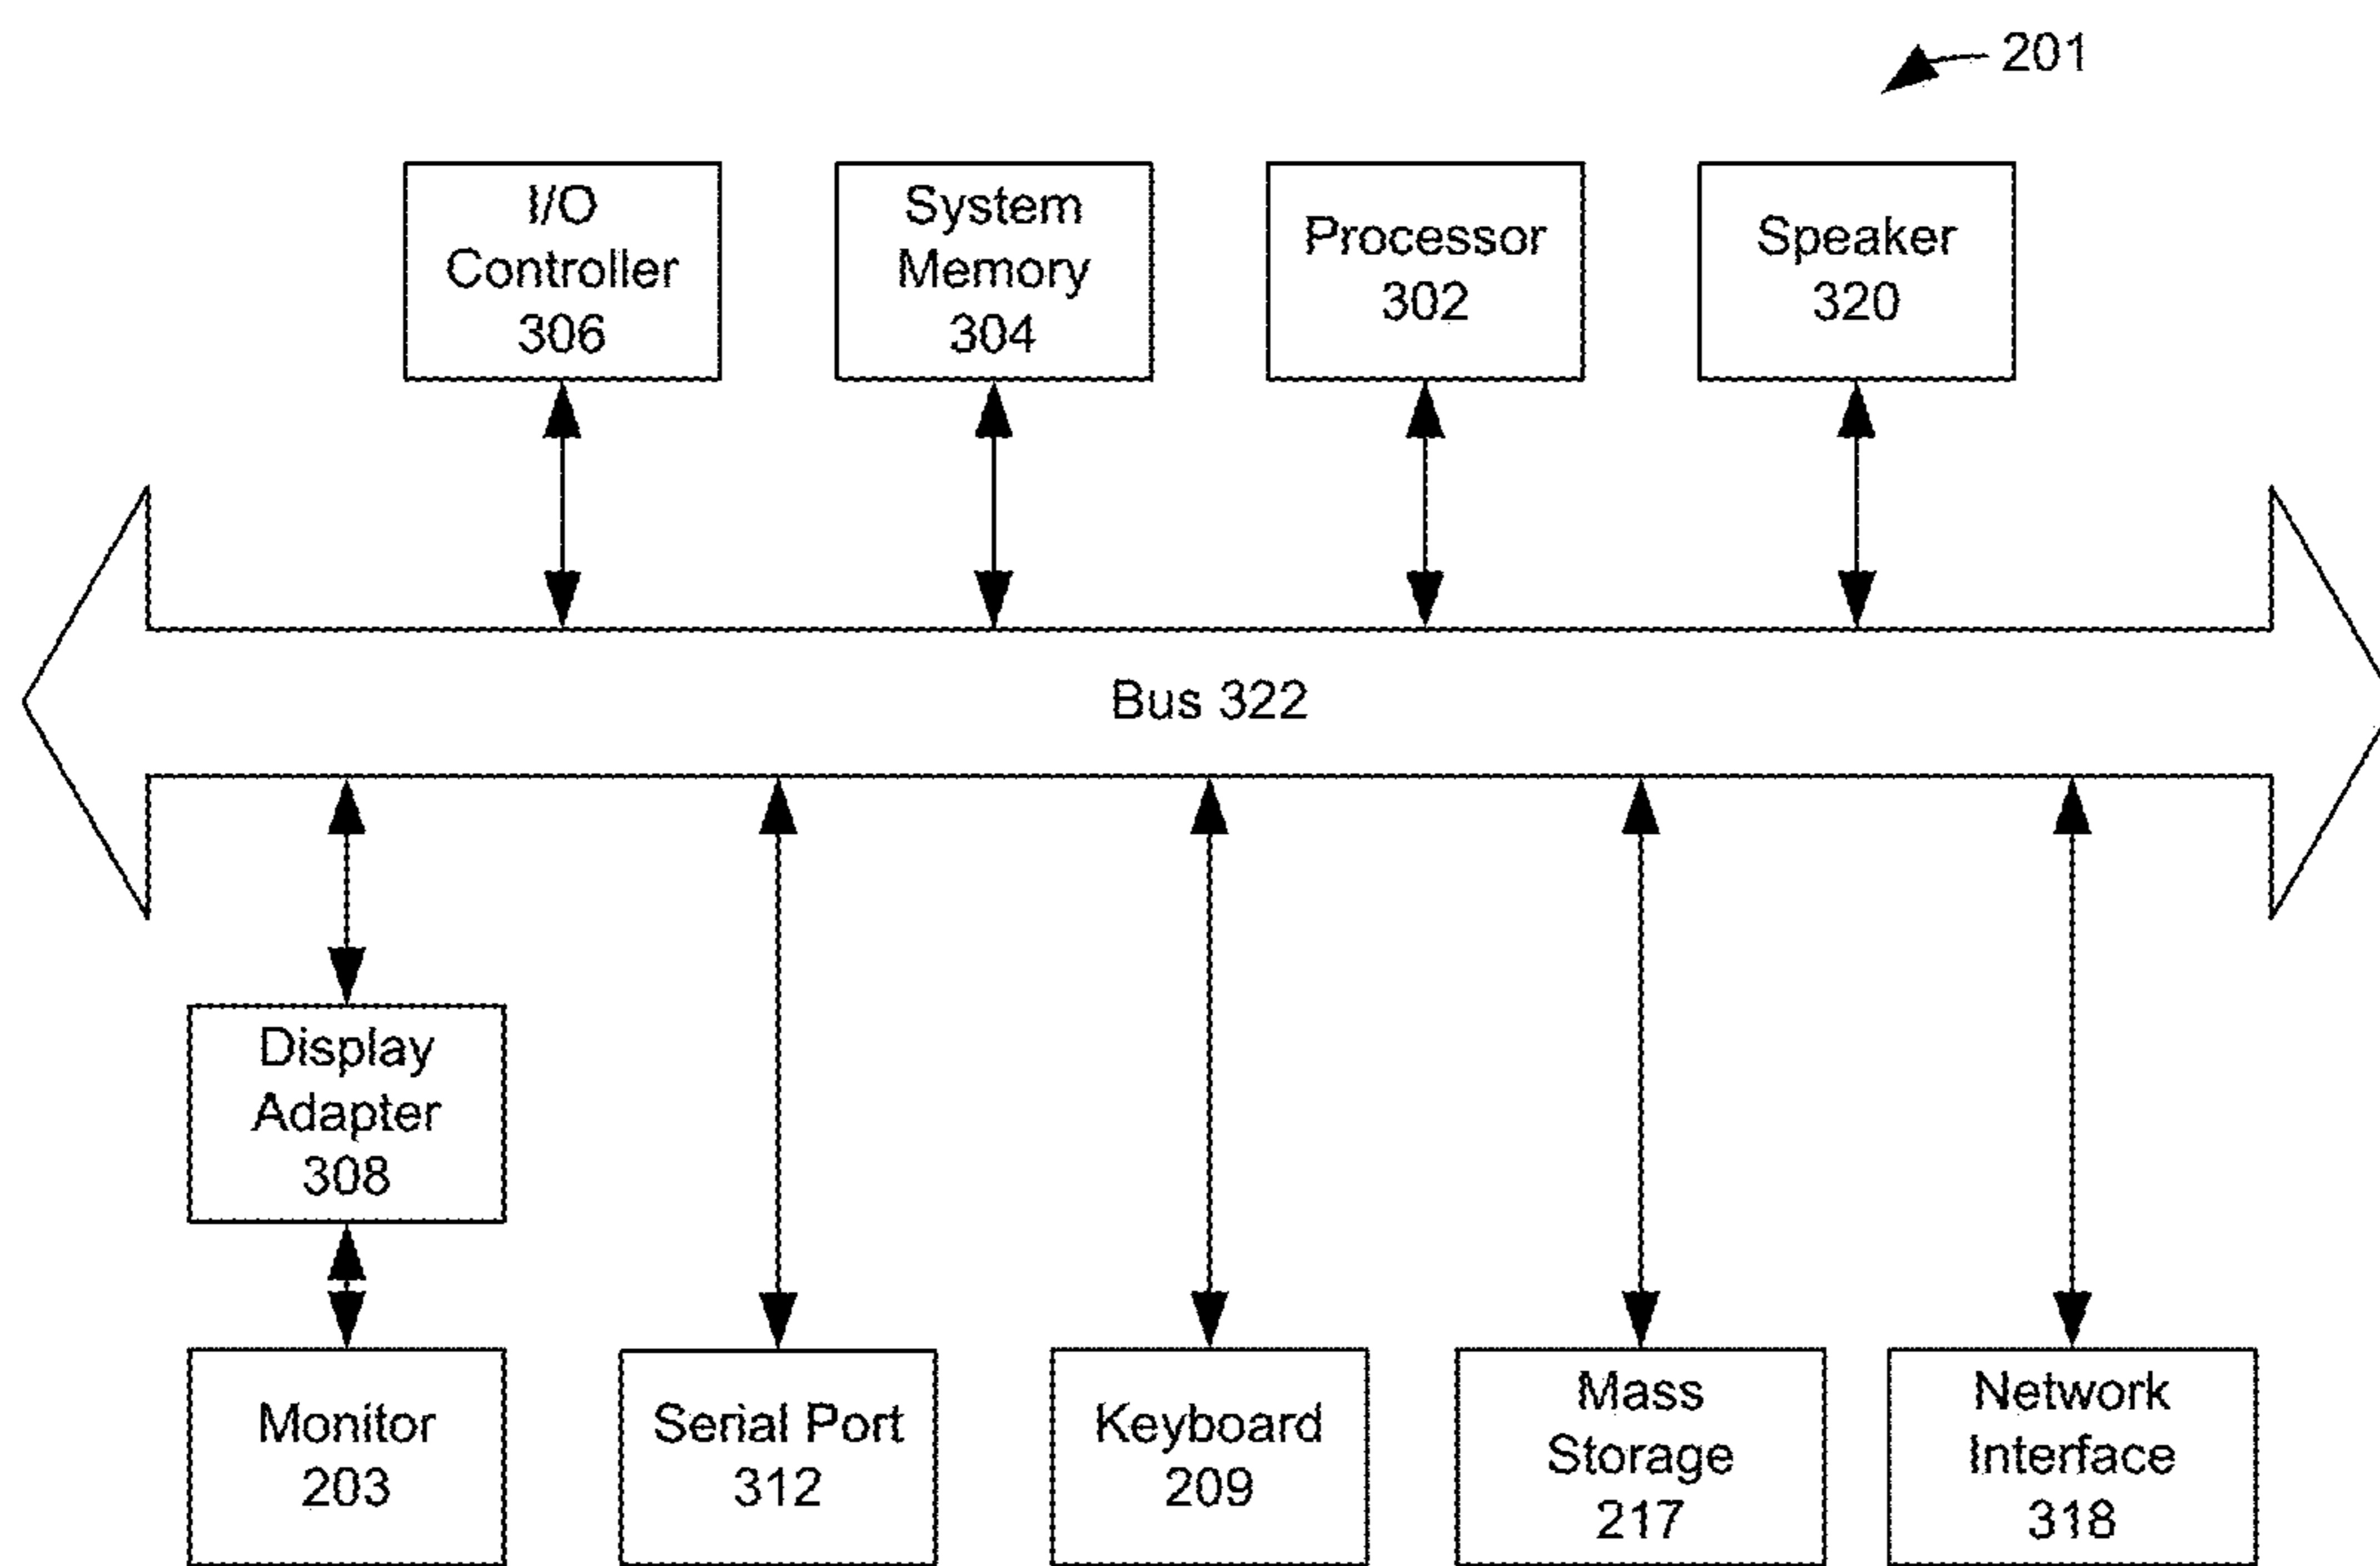 201
I/O
Controller
306
System
Memory
304
Processor
302
Speaker
320
Bus 322
Display
Adapter
308
Monitor
203
Serial Port
312
Keyboard
209
Mass
Storage
217
Network
Interface
318